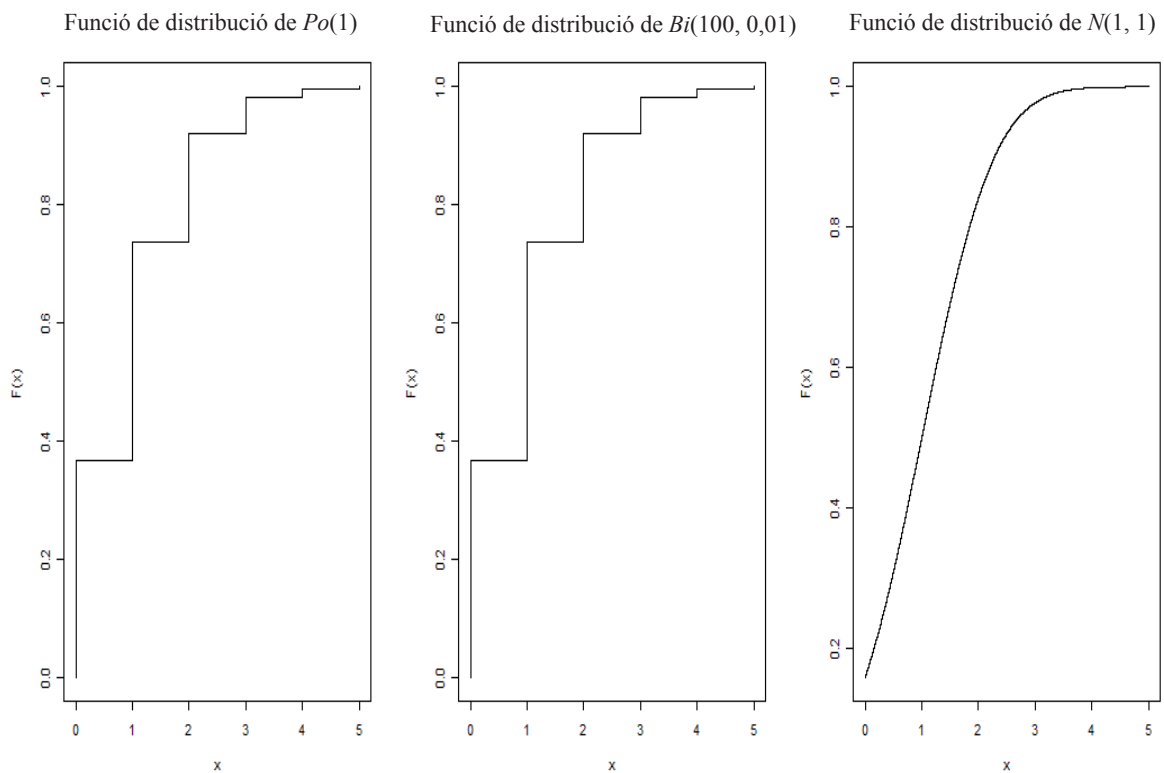 Funció de distribució de Po(1)
Funció de distribució de Bi(100, 0,01)
Funció de distribució de N(1, 1)
F(x)
0.0
0.2
0.4
0.6
0.8
1.0
0 1 2 3 4 5
x
F(x)
0.0
0.2
0.4
0.6
0.8
1.0
0 1 2 3 4 5
x
F(x)
0.2
0.4
0.6
0.8
1.0
0 1 2 3 4 5
x